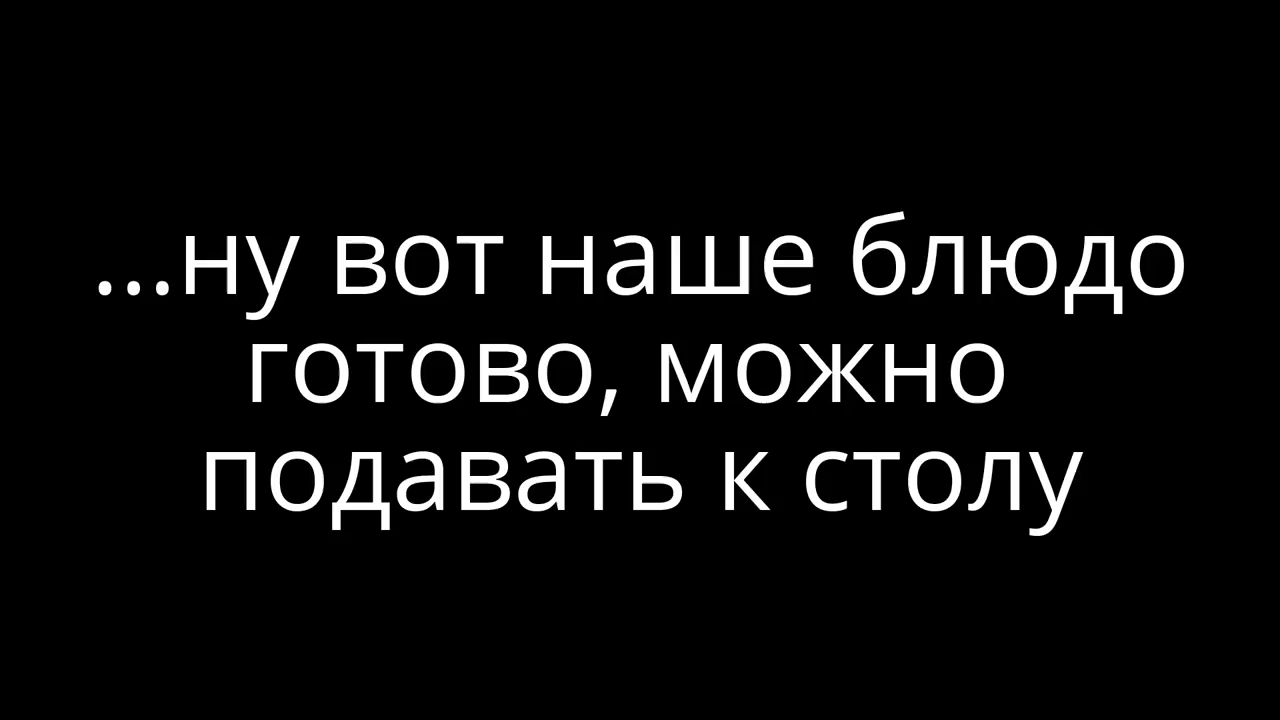 ...ну вот наше блюдо
готово, можно
подавать к столу